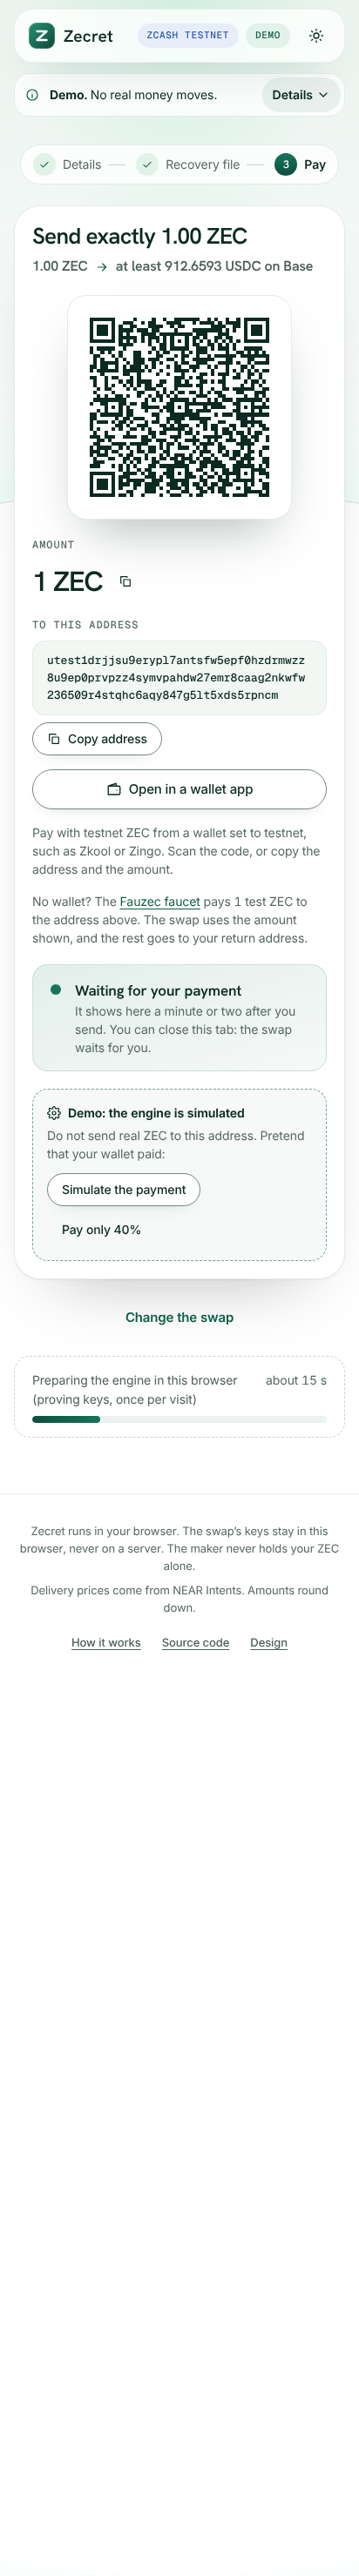 Zecret
ZCASH TESTNET
DEMO
Demo. No real money moves.
Details
Details
Recovery file
3
Pay
Send exactly 1.00 ZEC
1.00 ZEC → at least 912.6593 USDC on Base
AMOUNT
1 ZEC
TO THIS ADDRESS
utest1drjjsu9erypl7antsfw5epf0hzdrmwzz
8u9ep0prvpzz4symvpahdw27emr8caag2nkwfw
236509r4stqhc6aqy847g5lt5xds5rpncm
Copy address
Open in a wallet app
Pay with testnet ZEC from a wallet set to testnet,
such as Zkool or Zingo. Scan the code, or copy the
address and the amount.
No wallet? The Fauzec faucet pays 1 test ZEC to
the address above. The swap uses the amount
shown, and the rest goes to your return address.
Waiting for your payment
It shows here a minute or two after you
send. You can close this tab: the swap
waits for you.
Demo: the engine is simulated
Do not send real ZEC to this address. Pretend
that your wallet paid:
Simulate the payment
Pay only 40%
Change the swap
Preparing the engine in this browser
(proving keys, once per visit)
about 15 s
Zecret runs in your browser. The swap's keys stay in this
browser, never on a server. The maker never holds your ZEC
alone.
Delivery prices come from NEAR Intents. Amounts round
down.
How it works
Source code
Design